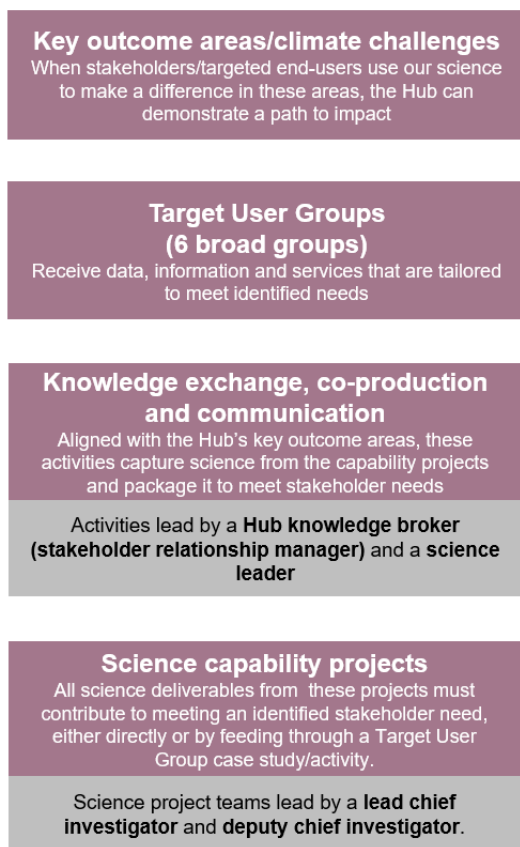 Key outcome areas/climate challenges
When stakeholders/targeted end-users use our science
to make a difference in these areas, the Hub can
demonstrate a path to impact
Target User Groups
(6 broad groups)
Receive data, information and services that are tailored
to meet identified needs
Knowledge exchange, co-production
and communication
Aligned with the Hub's key outcome areas, these
activities capture science from the capability projects
and package it to meet stakeholder needs
Activities lead by a Hub knowledge broker
(stakeholder relationship manager) and a science
leader
Science capability projects
All science deliverables from  these projects must
contribute to meeting an identified stakeholder need,
either directly or by feeding through a Target User
Group case study/activity.
Science project teams lead by a lead chief
investigator and deputy chief investigator.